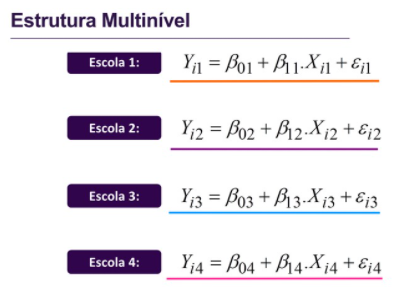 Estrutura Multinível
Escola 1: Yᵢ₁ = β₀₁ + β₁₁.Xᵢ₁ + εᵢ₁
Escola 2: Yᵢ₂ = β₀₂ + β₁₂.Xᵢ₂ + εᵢ₂
Escola 3: Yᵢ₃ = β₀₃ + β₁₃.Xᵢ₃ + εᵢ₃
Escola 4: Yᵢ₄ = β₀₄ + β₁₄.Xᵢ₄ + εᵢ₄